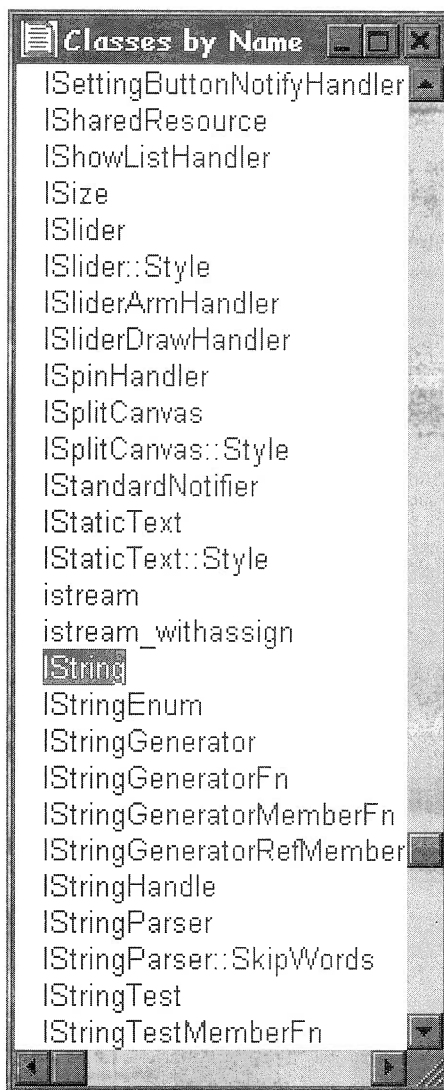 Classes by Name
ISettingButtonNotifyHandler
ISharedResource
IShowListHandler
ISize
ISlider
ISlider::Style
ISliderArmHandler
ISliderDrawHandler
ISpinHandler
ISplitCanvas
ISplitCanvas::Style
IStandardNotifier
IStaticText
IStaticText::Style
istream
istream_withassign
IString
IStringEnum
IStringGenerator
IStringGeneratorFn
IStringGeneratorMemberFn
IStringGeneratorRefMember
IStringHandle
IStringParser
IStringParser::SkipWords
IStringTest
IStringTestMemberFn